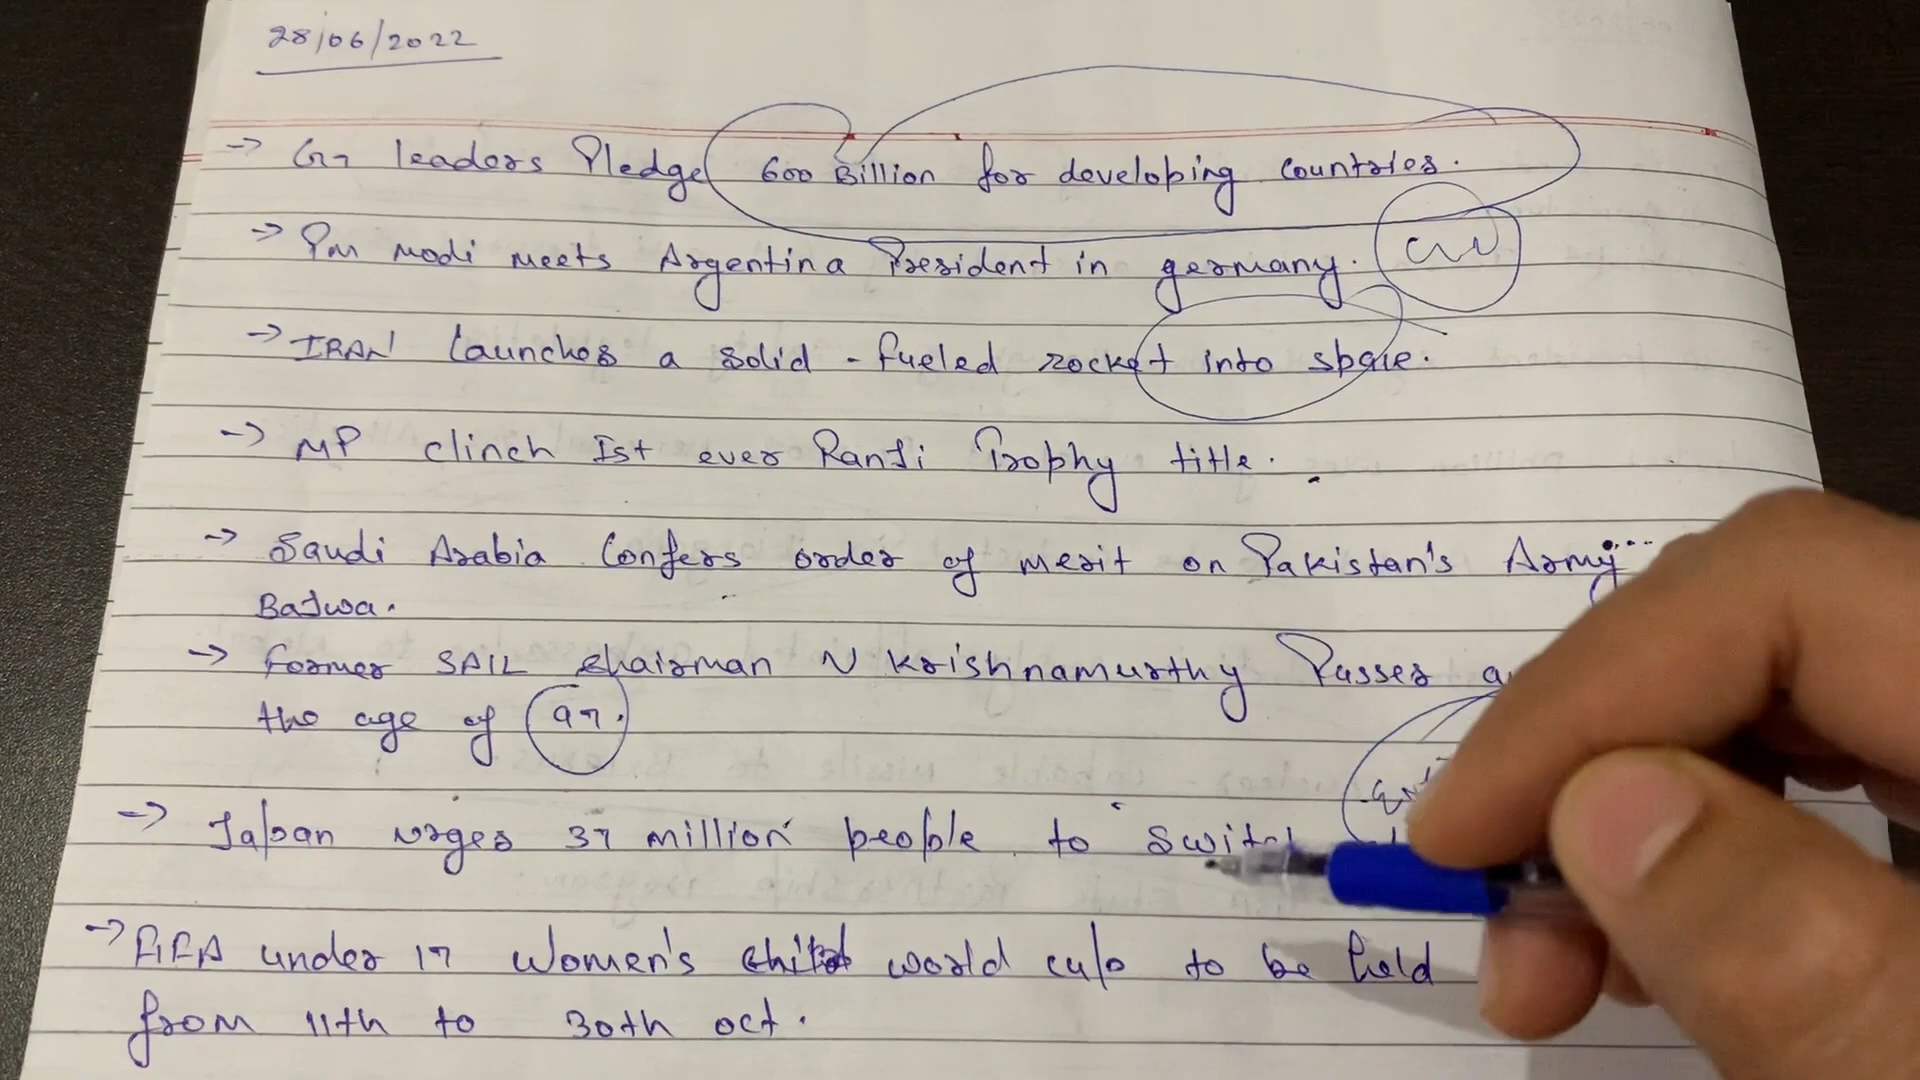 28/06/2022
→ G7 leaders Pledge 600 Billion for developing countries.
→ PM modi meets Argentina President in germany.
→ IRAN launches a solid-fueled rocket into space.
→ MP clinch Ist ever Ranji Trophy title.
→ Saudi Arabia Confers order of merit on Pakistan's Army
Bajwa.
→ Former SAIL chairman N Krishnamurthy Passes
the age of 97.
→ Japan urges 37 million people to
→ FIFA under 17 Women's world cup to be held
from 11th to 30th oct.